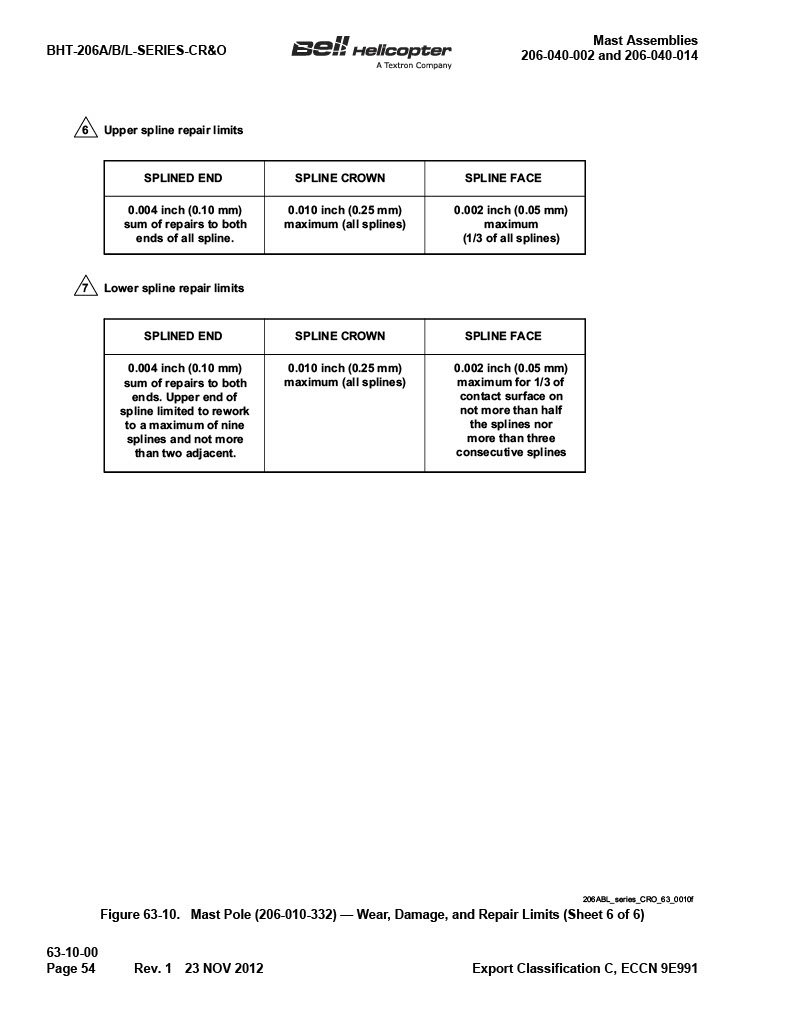 BHT-206A/B/L-SERIES-CR&O
Bell Helicopter
A Textron Company
Mast Assemblies
206-040-002 and 206-040-014
6 Upper spline repair limits
SPLINED END SPLINE CROWN SPLINE FACE
0.004 inch (0.10 mm) 0.010 inch (0.25 mm) 0.002 inch (0.05 mm)
sum of repairs to both maximum (all splines) maximum
ends of all spline. (1/3 of all splines)
7 Lower spline repair limits
SPLINED END SPLINE CROWN SPLINE FACE
0.004 inch (0.10 mm) 0.010 inch (0.25 mm) 0.002 inch (0.05 mm)
sum of repairs to both maximum (all splines) maximum for 1/3 of
ends. Upper end of contact surface on
spline limited to rework not more than half
to a maximum of nine the splines nor
splines and not more more than three
than two adjacent. consecutive splines
206ABL_series_CRO_63_0010f
Figure 63-10. Mast Pole (206-010-332) — Wear, Damage, and Repair Limits (Sheet 6 of 6)
63-10-00
Page 54 Rev. 1 23 NOV 2012 Export Classification C, ECCN 9E991